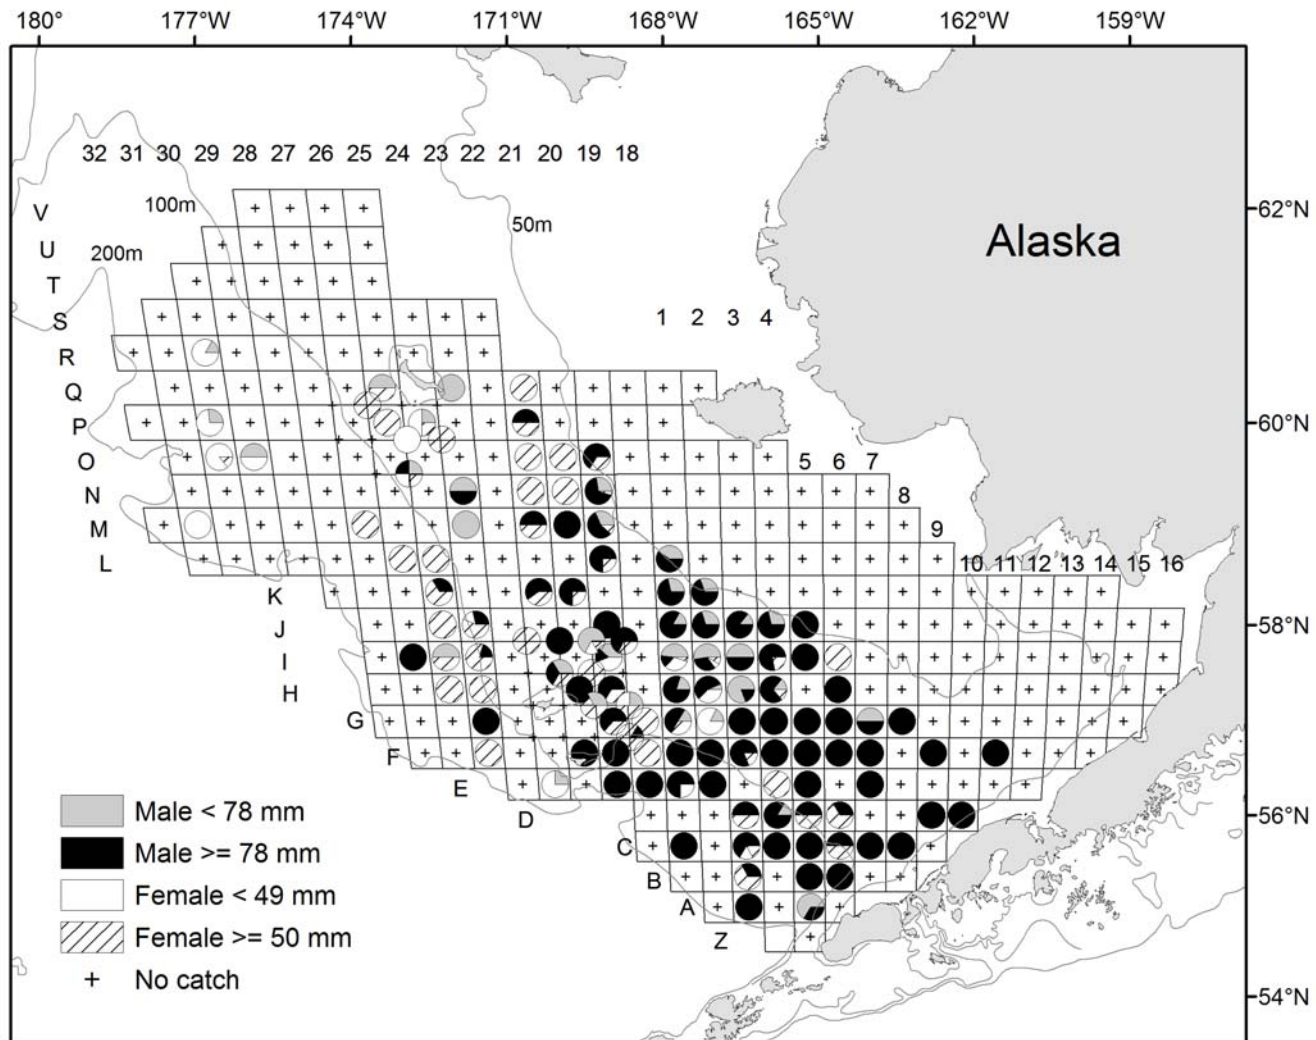 180° 177°W 174°W 171°W 168°W 165°W 162°W 159°W
32 31 30 29 28 27 26 25 24 23 22 21 20 19 18
V
100m
50m
62°N
U
200m
Alaska
T
S
1 2 3 4
R
Q
P
60°N
O
5 6 7
N
8
M
9
L
10 11 12 13 14 15 16
K
J
58°N
I
H
G
F
E
D
56°N
C
B
A
Z
54°N
Male < 78 mm
Male >= 78 mm
Female < 49 mm
Female >= 50 mm
+ No catch